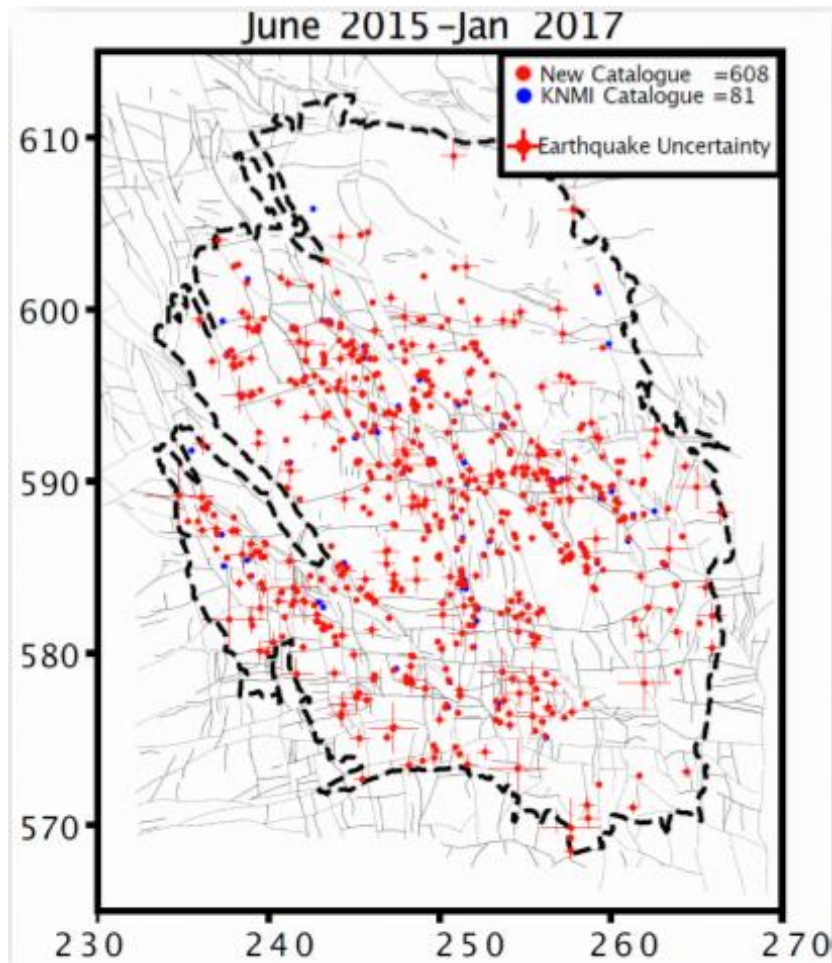 June 2015-Jan 2017
New Catalogue =608
KNMI Catalogue =81
Earthquake Uncertainty
610
600
590
580
570
230 240 250 260 270